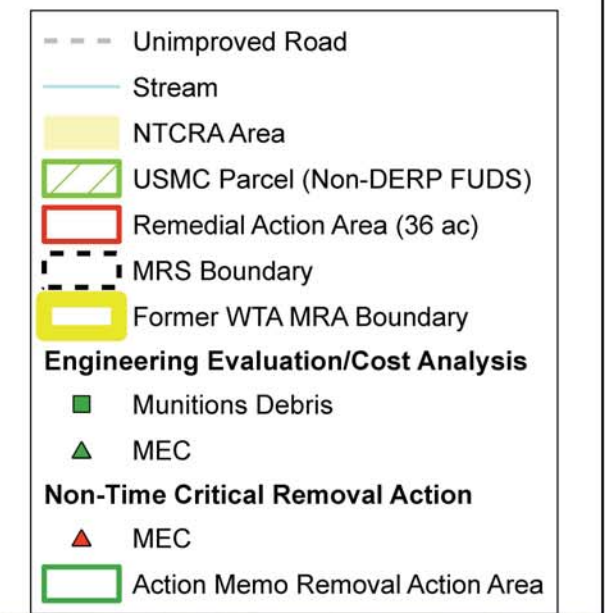 Unimproved Road
Stream
NTCRA Area
USMC Parcel (Non-DERP FUDS)
Remedial Action Area (36 ac)
MRS Boundary
Former WTA MRA Boundary
Engineering Evaluation/Cost Analysis
Munitions Debris
MEC
Non-Time Critical Removal Action
MEC
Action Memo Removal Action Area